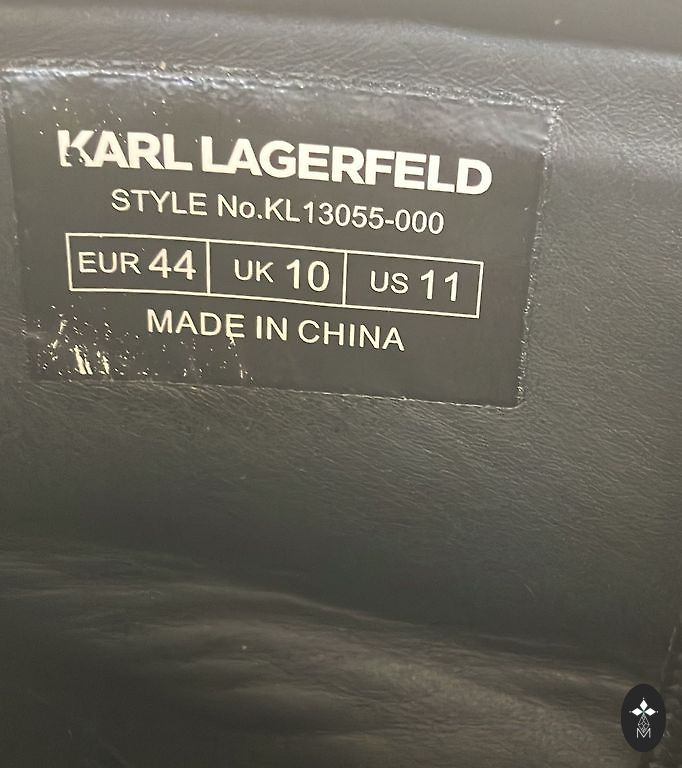 KARL LAGERFELD
STYLE No.KL13055-000
EUR 44 UK 10 US 11
MADE IN CHINA
M